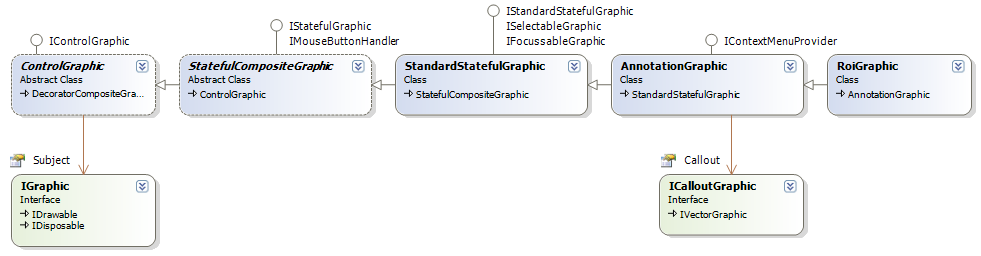 IStandardStatefulGraphic
IStatefulGraphic
ISelectableGraphic
IControlGraphic
IMouseButtonHandler
IFocussableGraphic
IContextMenuProvider
ControlGraphic
Abstract Class
DecoratorCompositeGra...
StatefulCompositeGraphic
Abstract Class
ControlGraphic
StandardStatefulGraphic
Class
StatefulCompositeGraphic
AnnotationGraphic
Class
StandardStatefulGraphic
RoiGraphic
Class
AnnotationGraphic
Subject
Callout
IGraphic
Interface
IDrawable
IDisposable
ICalloutGraphic
Interface
IVectorGraphic